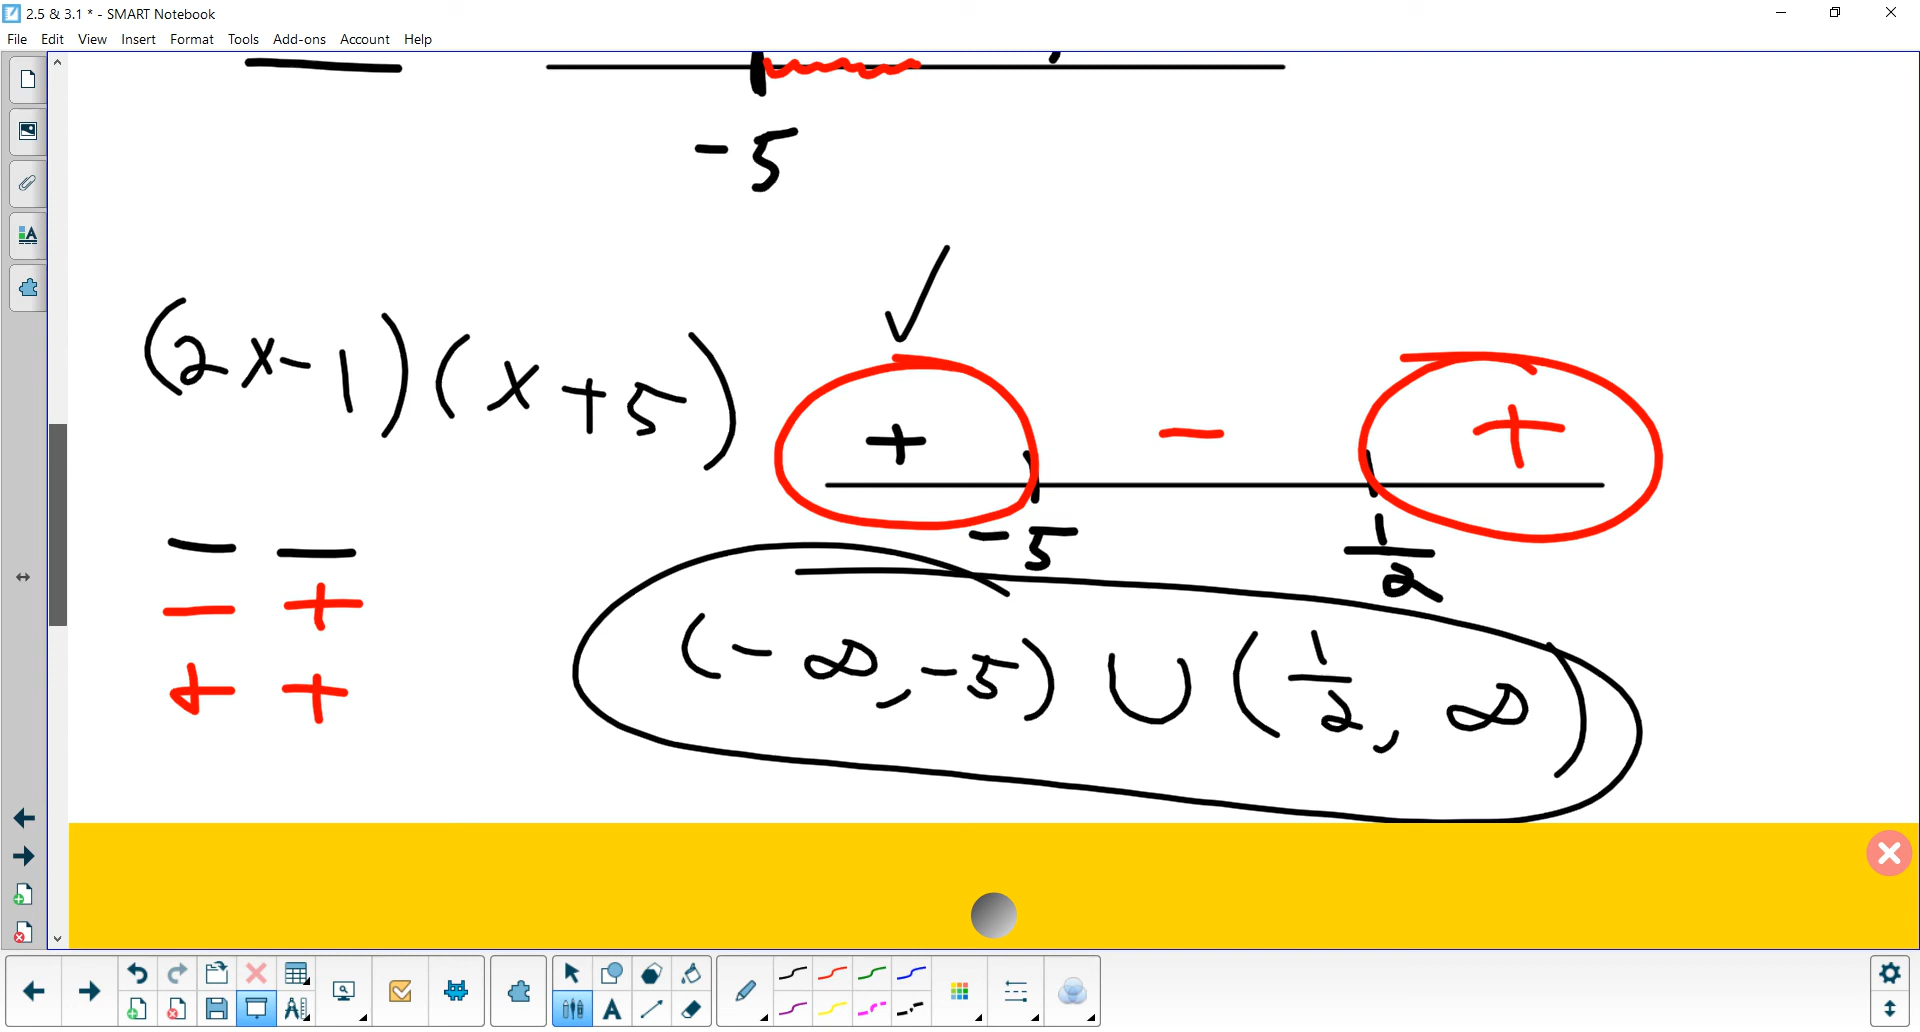 2.5 & 3.1 * - SMART Notebook
File Edit View Insert Format Tools Add-ons Account Help
-5
(2x-1)(x+5)
+ - +
-5 1/2
- -
- +
+ +
(-∞,-5) ∪ (1/2, ∞)